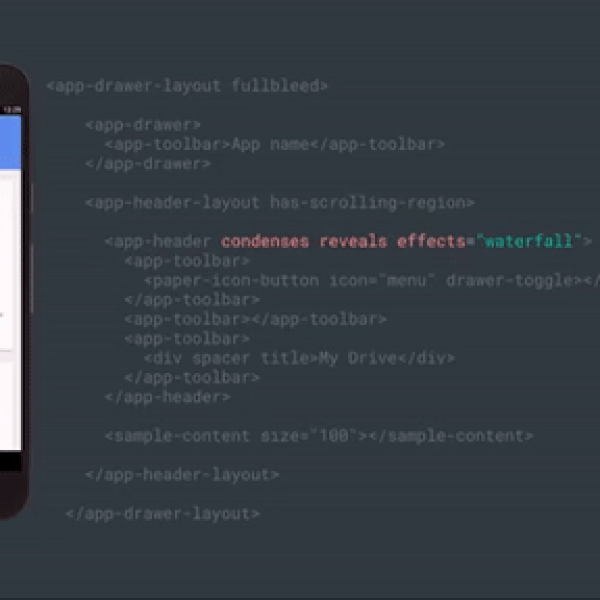 <app-drawer-layout fullbleed>
<app-drawer>
<app-toolbar>App name</app-toolbar>
</app-drawer>
<app-header-layout has-scrolling-region>
<app-header condenses reveals effects="waterfall">
<app-toolbar>
<paper-icon-button icon="menu" drawer-toggle></
</app-toolbar>
<app-toolbar></app-toolbar>
<app-toolbar>
<div spacer title>My Drive</div>
</app-toolbar>
</app-header>
<sample-content size="100"></sample-content>
</app-header-layout>
</app-drawer-layout>